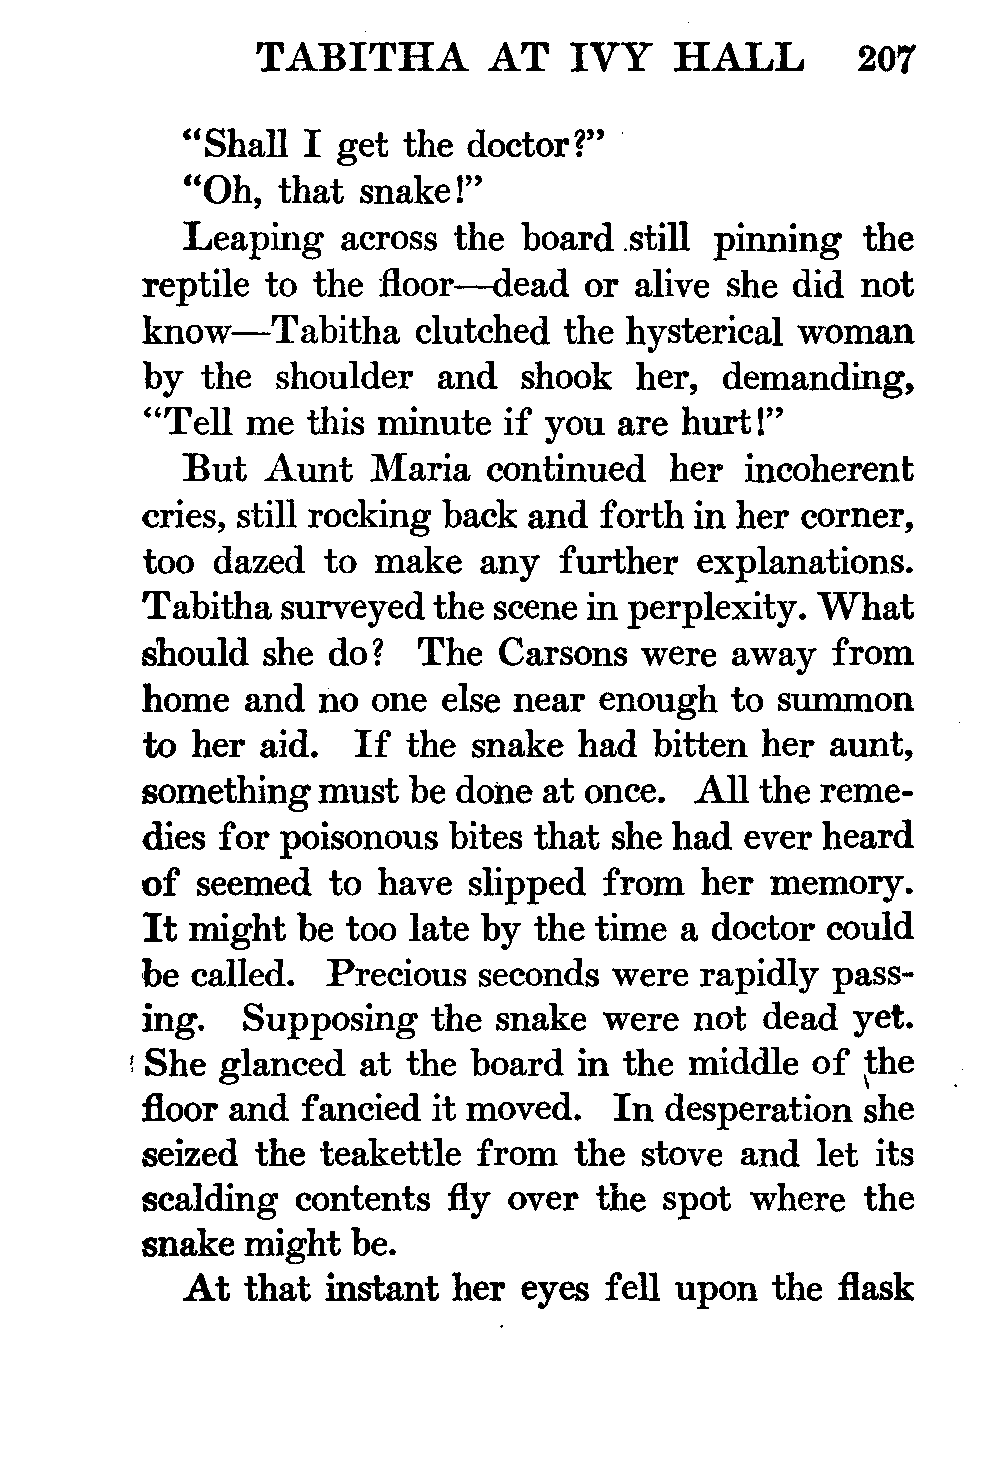 TABITHA AT IVY HALL 207
“Shall I get the doctor?”
“Oh, that snake!”
Leaping across the board still pinning the
reptile to the floor—dead or alive she did not
know—Tabitha clutched the hysterical woman
by the shoulder and shook her, demanding,
“Tell me this minute if you are hurt!”
But Aunt Maria continued her incoherent
cries, still rocking back and forth in her corner,
too dazed to make any further explanations.
Tabitha surveyed the scene in perplexity. What
should she do? The Carsons were away from
home and no one else near enough to summon
to her aid. If the snake had bitten her aunt,
something must be done at once. All the reme-
dies for poisonous bites that she had ever heard
of seemed to have slipped from her memory.
It might be too late by the time a doctor could
be called. Precious seconds were rapidly pass-
ing. Supposing the snake were not dead yet.
She glanced at the board in the middle of the
floor and fancied it moved. In desperation she
seized the teakettle from the stove and let its
scalding contents fly over the spot where the
snake might be.
At that instant her eyes fell upon the flask